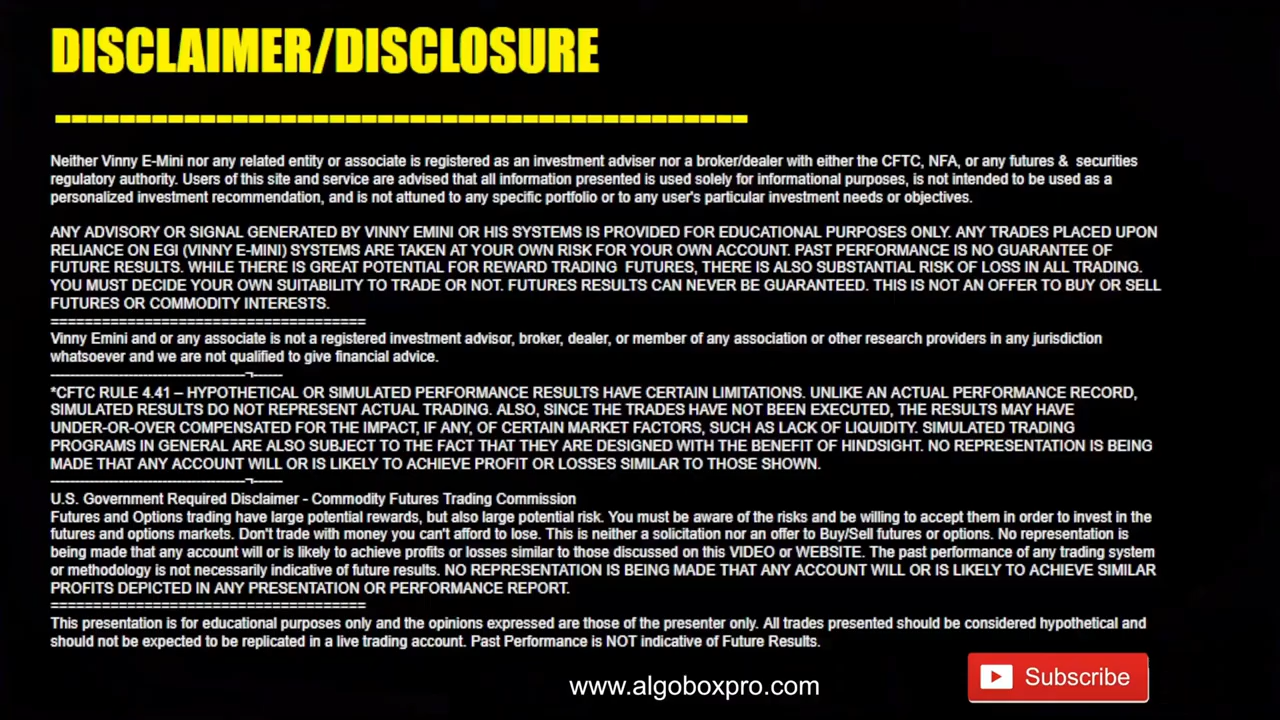 DISCLAIMER/DISCLOSURE
--------------------------------------------
Neither Vinny E-Mini nor any related entity or associate is registered as an investment adviser nor a broker/dealer with either the CFTC, NFA, or any futures & securities
regulatory authority. Users of this site and service are advised that all information presented is used solely for informational purposes, is not intended to be used as a
personalized investment recommendation, and is not attuned to any specific portfolio or to any user's particular investment needs or objectives.
ANY ADVISORY OR SIGNAL GENERATED BY VINNY EMINI OR HIS SYSTEMS IS PROVIDED FOR EDUCATIONAL PURPOSES ONLY. ANY TRADES PLACED UPON
RELIANCE ON EGI (VINNY E-MINI) SYSTEMS ARE TAKEN AT YOUR OWN RISK FOR YOUR OWN ACCOUNT. PAST PERFORMANCE IS NO GUARANTEE OF
FUTURE RESULTS. WHILE THERE IS GREAT POTENTIAL FOR REWARD TRADING FUTURES, THERE IS ALSO SUBSTANTIAL RISK OF LOSS IN ALL TRADING.
YOU MUST DECIDE YOUR OWN SUITABILITY TO TRADE OR NOT. FUTURES RESULTS CAN NEVER BE GUARANTEED. THIS IS NOT AN OFFER TO BUY OR SELL
FUTURES OR COMMODITY INTERESTS.
=====================================
Vinny Emini and or any associate is not a registered investment advisor, broker, dealer, or member of any association or other research providers in any jurisdiction
whatsoever and we are not qualified to give financial advice.
-------------------------------------------¬------
*CFTC RULE 4.41 – HYPOTHETICAL OR SIMULATED PERFORMANCE RESULTS HAVE CERTAIN LIMITATIONS. UNLIKE AN ACTUAL PERFORMANCE RECORD,
SIMULATED RESULTS DO NOT REPRESENT ACTUAL TRADING. ALSO, SINCE THE TRADES HAVE NOT BEEN EXECUTED, THE RESULTS MAY HAVE
UNDER-OR-OVER COMPENSATED FOR THE IMPACT, IF ANY, OF CERTAIN MARKET FACTORS, SUCH AS LACK OF LIQUIDITY. SIMULATED TRADING
PROGRAMS IN GENERAL ARE ALSO SUBJECT TO THE FACT THAT THEY ARE DESIGNED WITH THE BENEFIT OF HINDSIGHT. NO REPRESENTATION IS BEING
MADE THAT ANY ACCOUNT WILL OR IS LIKELY TO ACHIEVE PROFIT OR LOSSES SIMILAR TO THOSE SHOWN.
-------------------------------------------¬------
U.S. Government Required Disclaimer - Commodity Futures Trading Commission
Futures and Options trading have large potential rewards, but also large potential risk. You must be aware of the risks and be willing to accept them in order to invest in the
futures and options markets. Don't trade with money you can't afford to lose. This is neither a solicitation nor an offer to Buy/Sell futures or options. No representation is
being made that any account will or is likely to achieve profits or losses similar to those discussed on this VIDEO or WEBSITE. The past performance of any trading system
or methodology is not necessarily indicative of future results. NO REPRESENTATION IS BEING MADE THAT ANY ACCOUNT WILL OR IS LIKELY TO ACHIEVE SIMILAR
PROFITS DEPICTED IN ANY PRESENTATION OR PERFORMANCE REPORT.
=====================================
This presentation is for educational purposes only and the opinions expressed are those of the presenter only. All trades presented should be considered hypothetical and
should not be expected to be replicated in a live trading account. Past Performance is NOT indicative of Future Results.
www.algoboxpro.com
Subscribe